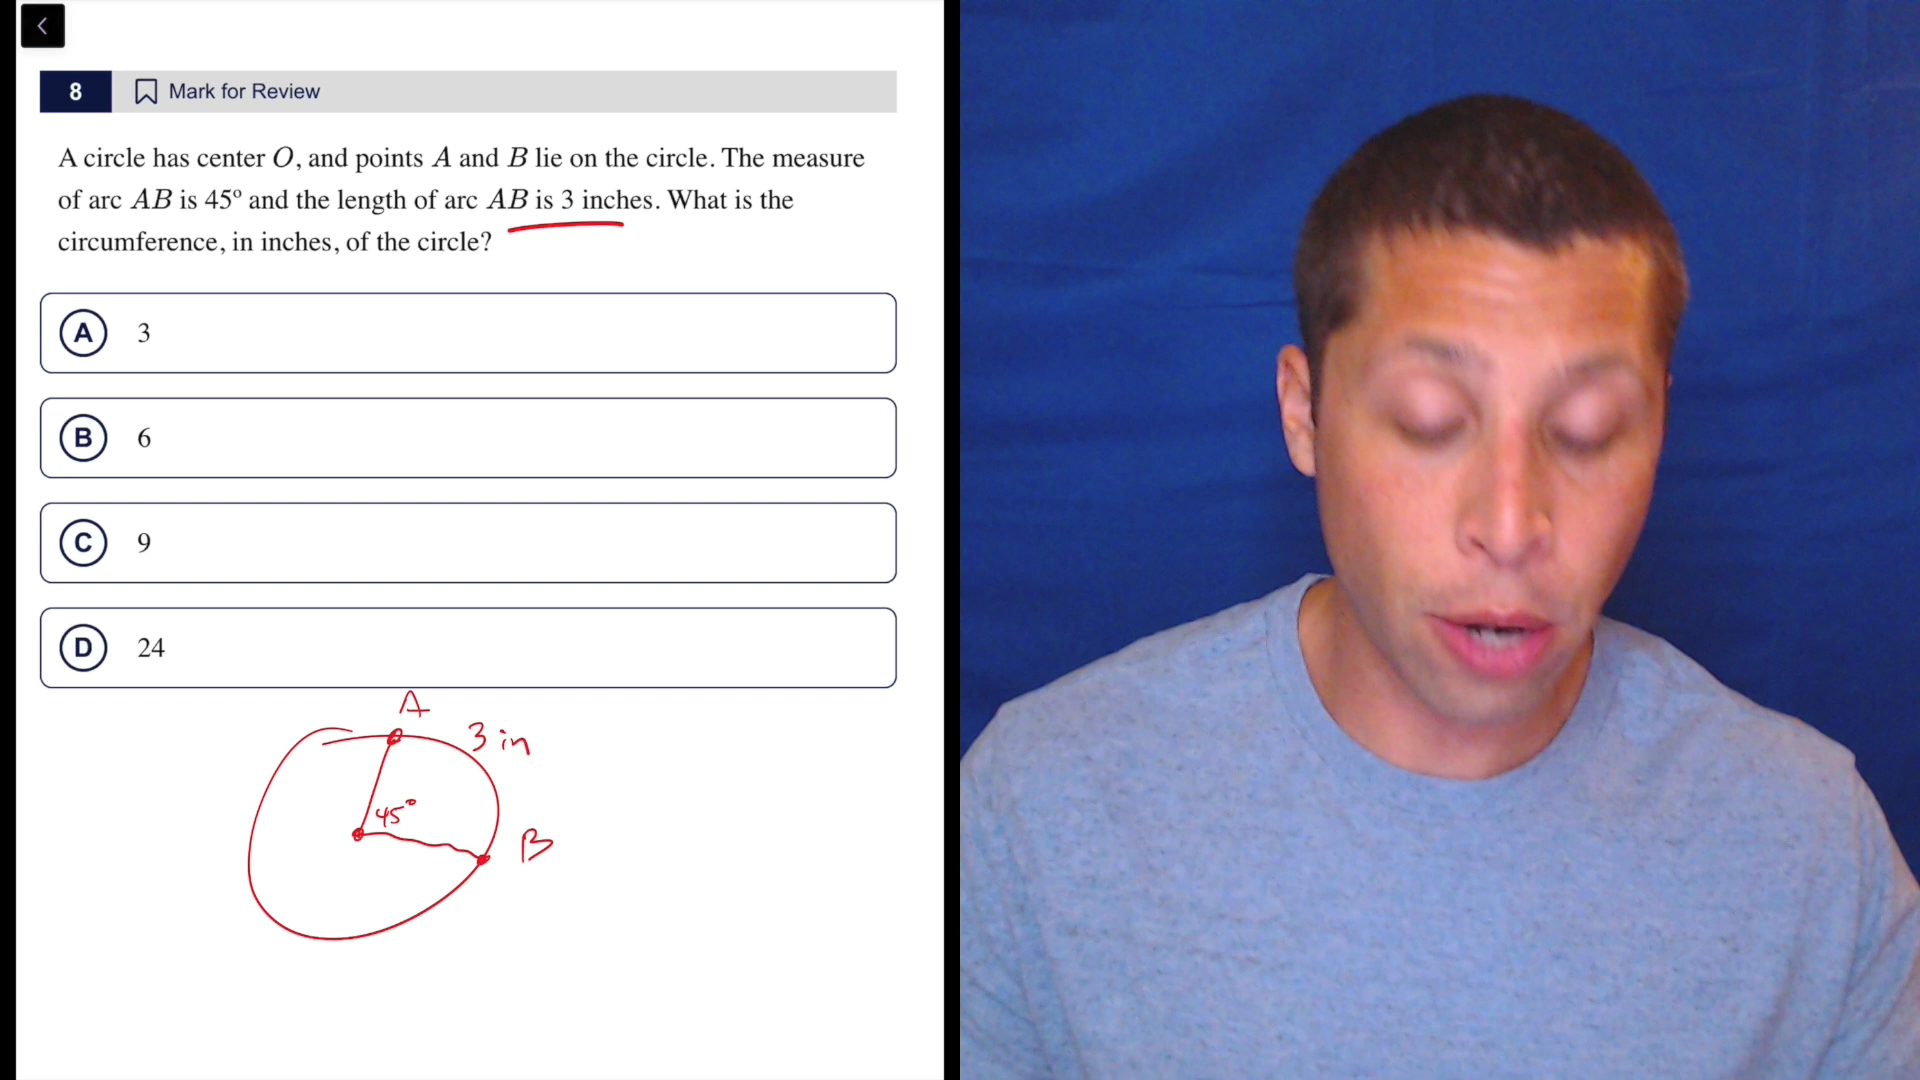 8 Mark for Review
A circle has center O, and points A and B lie on the circle. The measure
of arc AB is 45º and the length of arc AB is 3 inches. What is the
circumference, in inches, of the circle?
A 3
B 6
C 9
D 24
A
3 in
45°
B